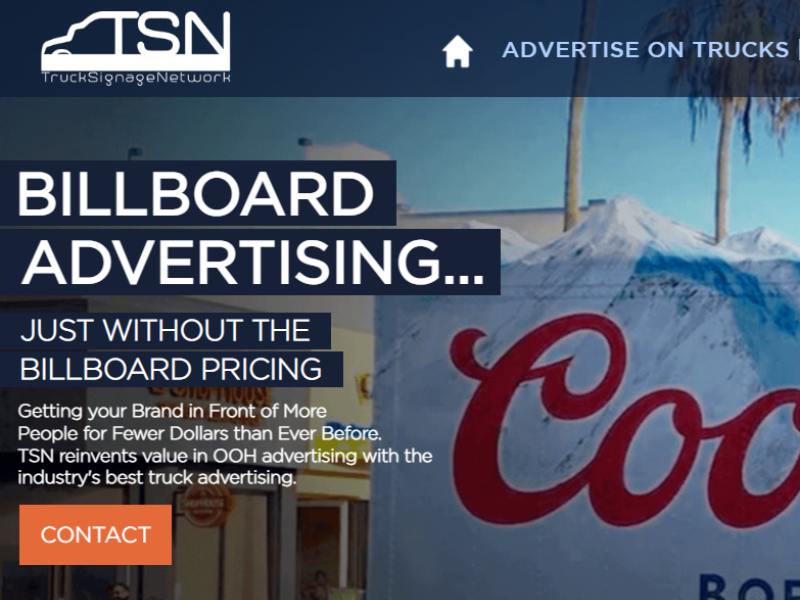 TSN
TruckSignageNetwork
ADVERTISE ON TRUCKS
BILLBOARD
ADVERTISING...
JUST WITHOUT THE
BILLBOARD PRICING
Getting your Brand in Front of More
People for Fewer Dollars than Ever Before.
TSN reinvents value in OOH advertising with the
industry's best truck advertising.
CONTACT
Coo